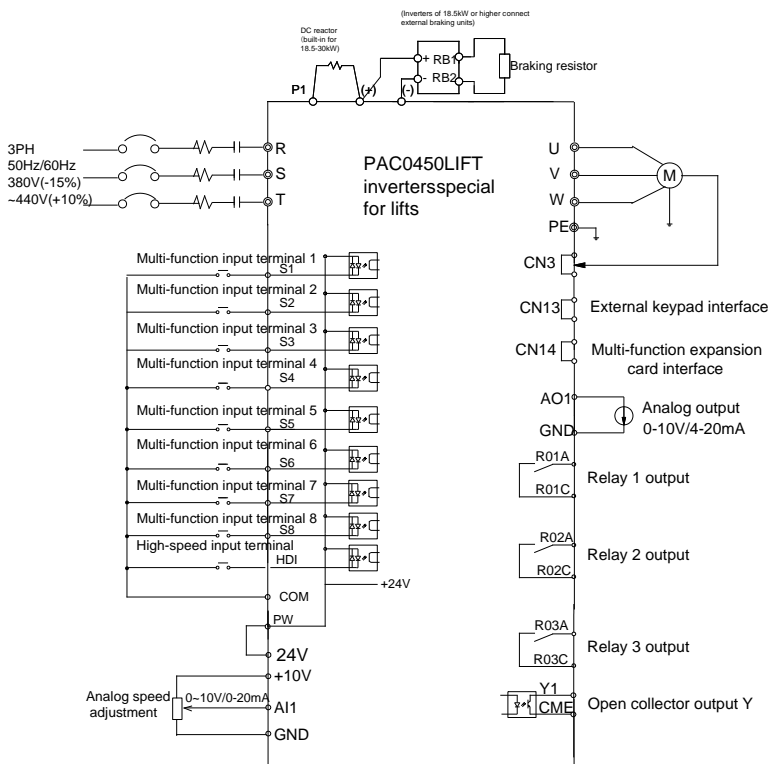 (Inverters of 18.5kW or higher connect
external braking units)
DC reactor
(built-in for
18.5-30kW)
+ RB1
- RB2
Braking resistor
P1
(+)
(-)
3PH
50Hz/60Hz
380V(-15%)
~440V(+10%)
R
S
T
PAC0450LIFT
invertersspecial
for lifts
U
V
W
PE
M
Multi-function input terminal 1
S1
Multi-function input terminal 2
S2
Multi-function input terminal 3
S3
Multi-function input terminal 4
S4
Multi-function input terminal 5
S5
Multi-function input terminal 6
S6
Multi-function input terminal 7
S7
Multi-function input terminal 8
S8
High-speed input terminal
HDI
+24V
COM
PW
24V
+10V
Analog speed
adjustment
0~10V/0-20mA
AI1
GND
CN3
CN13
External keypad interface
CN14
Multi-function expansion
card interface
AO1
Analog output
0-10V/4-20mA
GND
R01A
Relay 1 output
R01C
R02A
Relay 2 output
R02C
R03A
Relay 3 output
R03C
Y1
CME
Open collector output Y